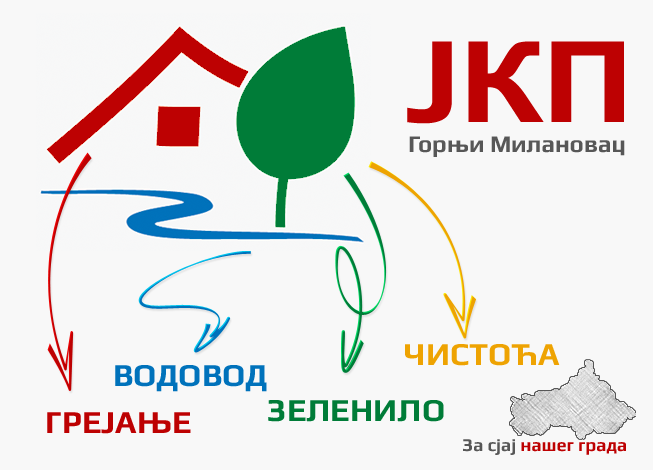 ЈКП
Горњи Милановац
ЧИСТОЋА
ВОДОВОД
ЗЕЛЕНИЛО
ГРЕЈАЊЕ
За сјај нашег града